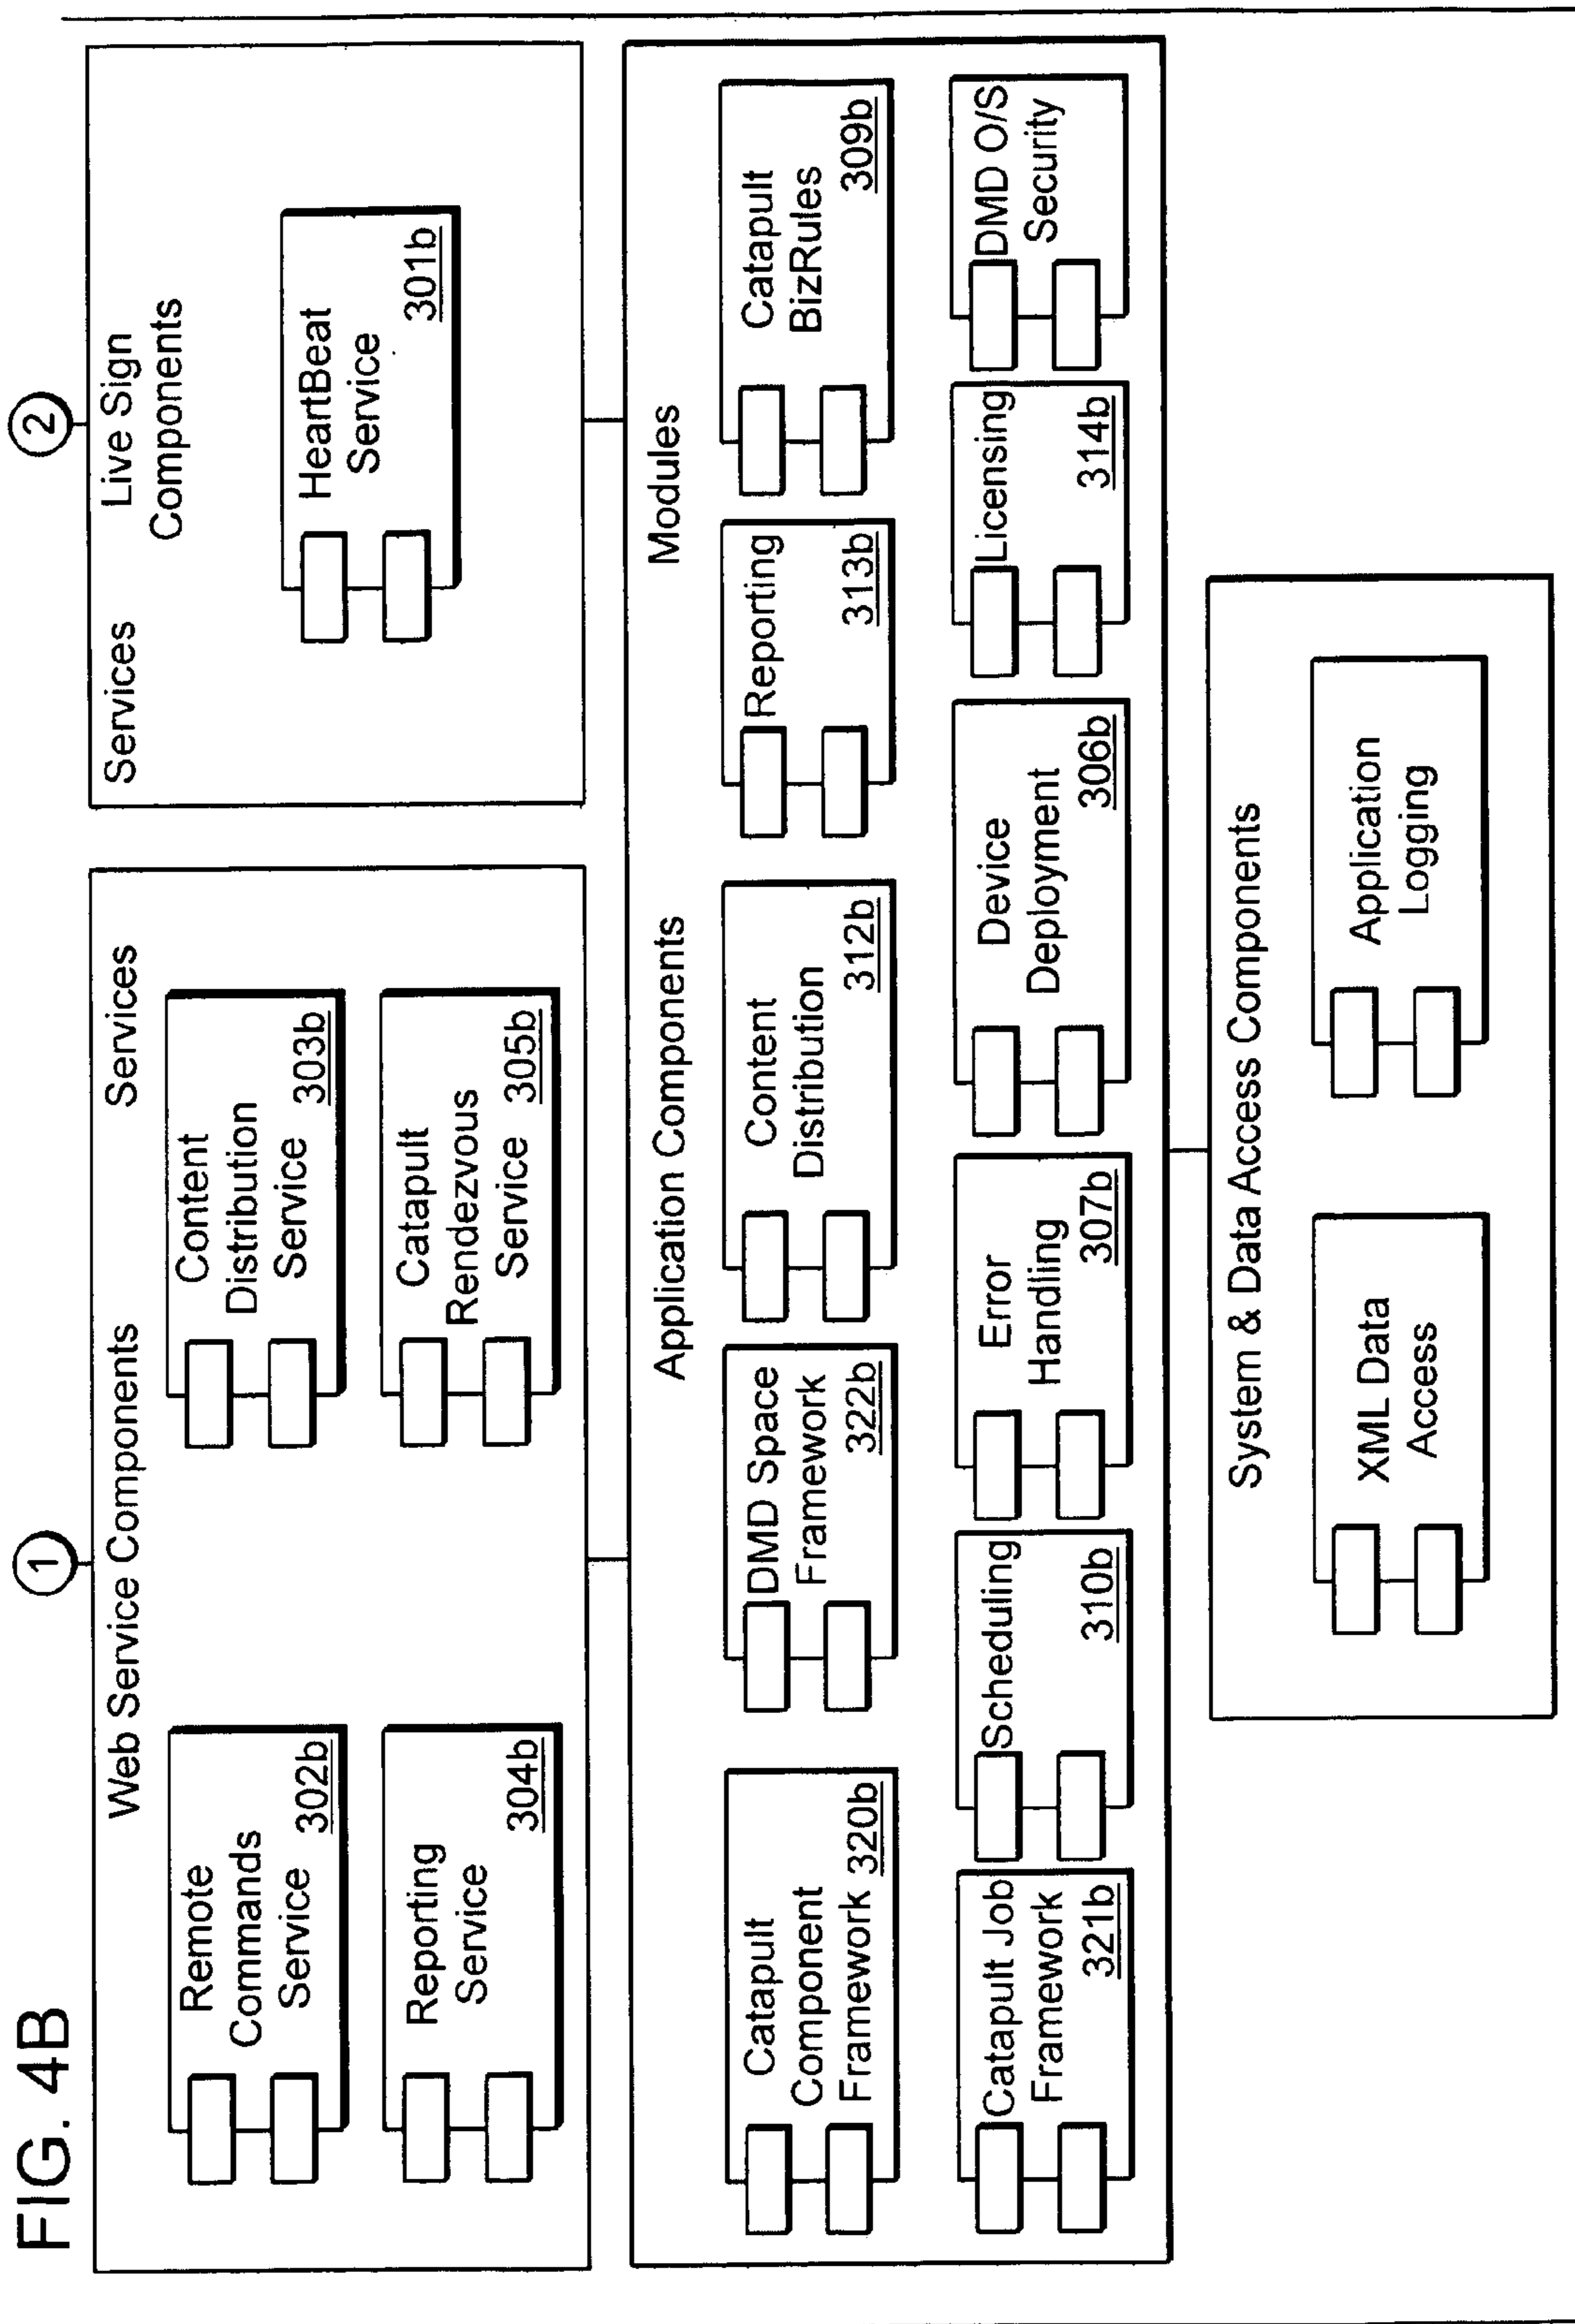 FIG. 4B
1
2
Web Service Components
Services
Remote
Commands
Service 302b
Content
Distribution
Service 303b
Reporting
Service
304b
Catapult
Rendezvous
Service 305b
Services
Live Sign
Components
HeartBeat
Service
301b
Application Components
Modules
Catapult
Component
Framework 320b
DMD Space
Framework
322b
Content
Distribution
312b
Reporting
313b
Catapult
BizRules
309b
Catapult Job
Framework
321b
Scheduling
310b
Error
Handling
307b
Device
Deployment
306b
Licensing
314b
DMD O/S
Security
System & Data Access Components
XML Data
Access
Application
Logging